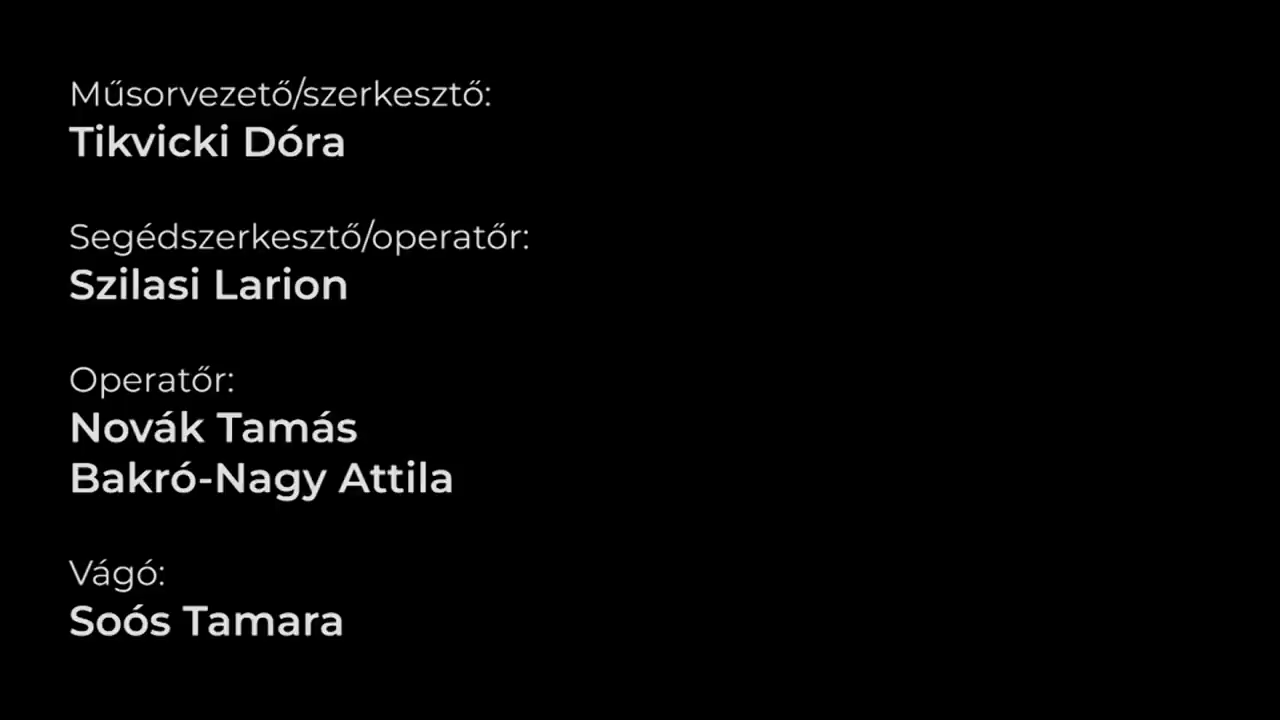 Műsorvezető/szerkesztő:
Tikvicki Dóra
Segédszerkesztő/operatőr:
Szilasi Larion
Operatőr:
Novák Tamás
Bakró-Nagy Attila
Vágó:
Soós Tamara